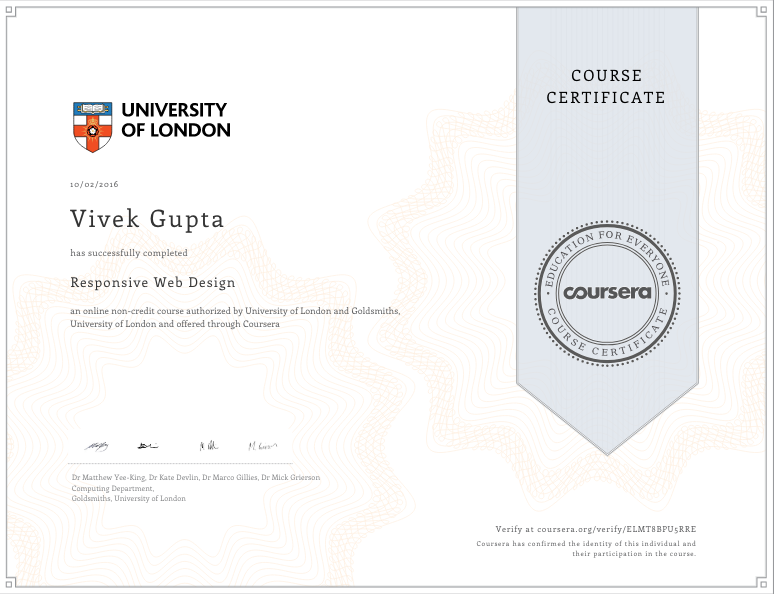 COURSE
CERTIFICATE
UNIVERSITY
OF LONDON
10/02/2016
Vivek Gupta
has successfully completed
Responsive Web Design
an online non-credit course authorized by University of London and Goldsmiths,
University of London and offered through Coursera
EDUCATION FOR EVERYONE
coursera
COURSE CERTIFICATE
Dr Matthew Yee-King, Dr Kate Devlin, Dr Marco Gillies, Dr Mick Grierson
Computing Department,
Goldsmiths, University of London
Verify at coursera.org/verify/ELMT8BPU5RRE
Coursera has confirmed the identity of this individual and
their participation in the course.